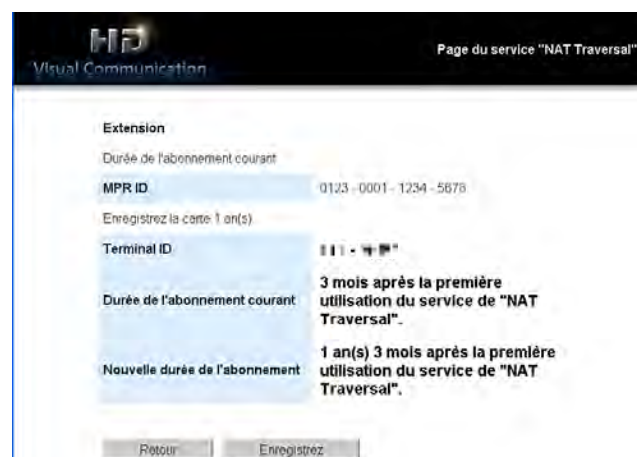 HD
Visual Communication
Page du service "NAT Traversal"
Extension
Durée de l'abonnement courant
MPR ID 0123 - 0001 - 1234 - 5678
Enregistrez la carte 1 an(s)
Terminal ID
Durée de l'abonnement courant
3 mois après la première
utilisation du service de "NAT
Traversal".
Nouvelle durée de l'abonnement
1 an(s) 3 mois après la première
utilisation du service de "NAT
Traversal".
Retour Enregistrez